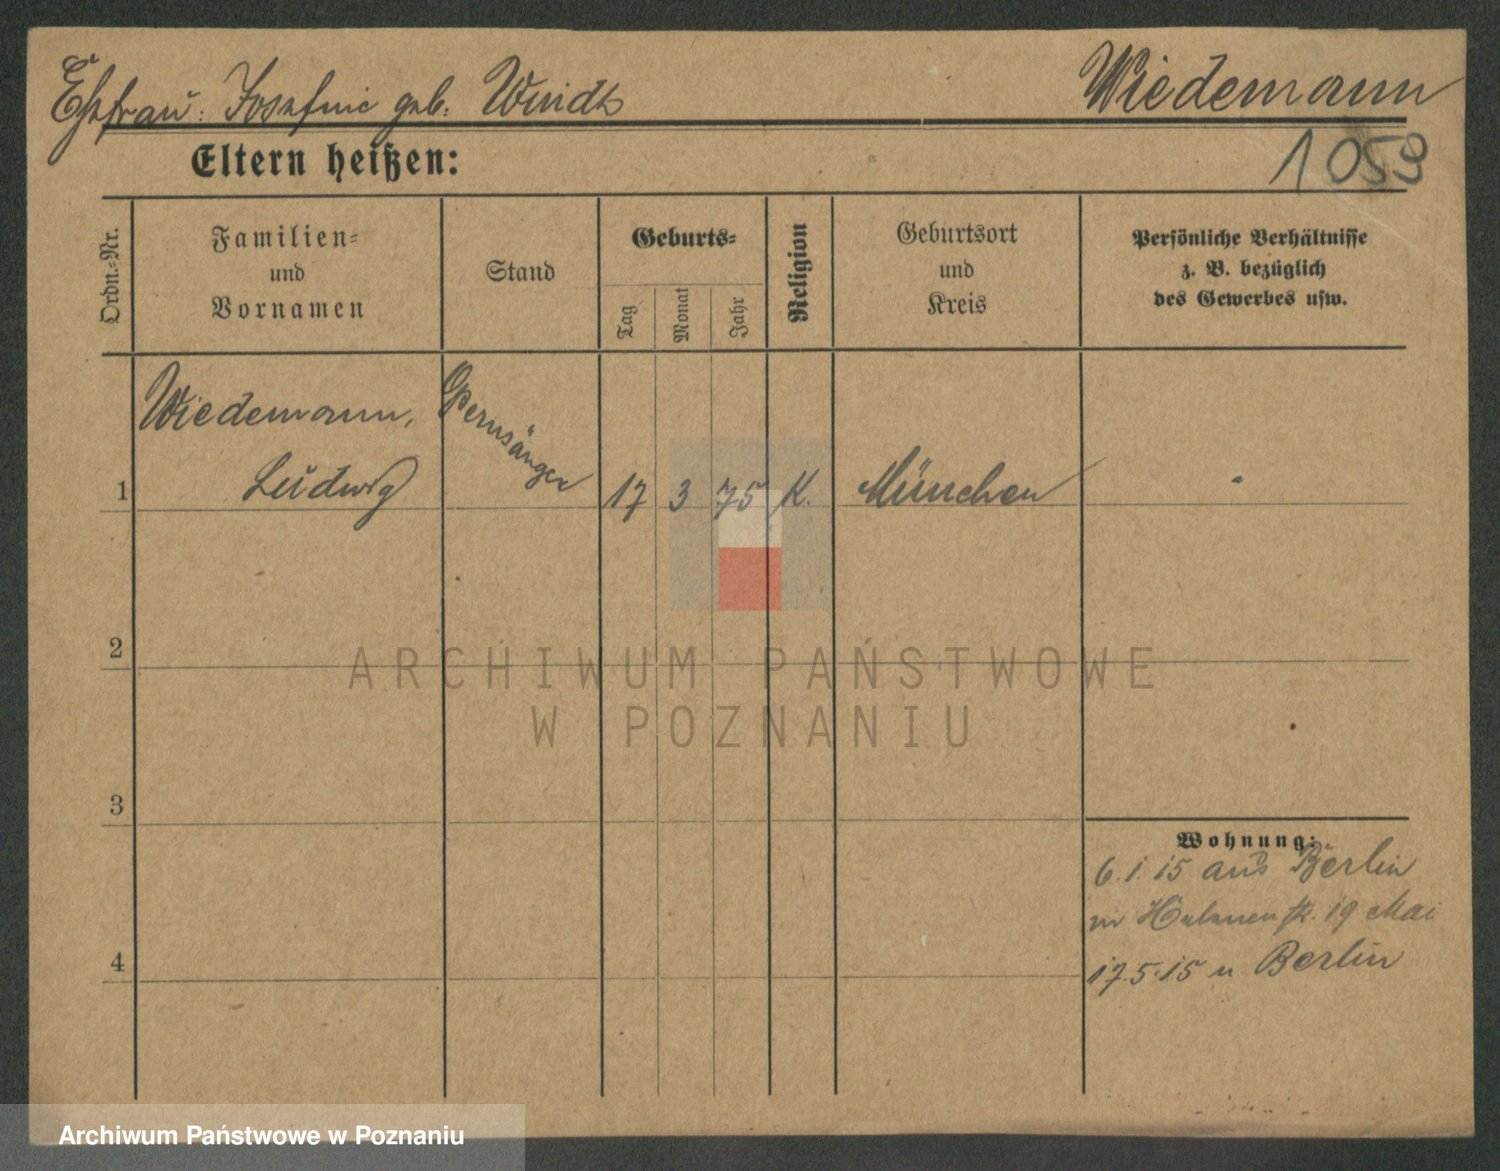 Ehefrau: Josefine geb.
Wiedemann
1059
Eltern heißen:
Ordn.=Nr.
Familien=
und
Vornamen
Stand
Geburts=
Tag
Monat
Jahr
Religion
Geburtsort
und
Kreis
Persönliche Verhältnisse
z. B. bezüglich
des Gewerbes usw.
Wiedemann,
Ludwig
Opernsänger
1
17
3
75
K.
München
2
3
4
Wohnung:
6.1.15 aus Berlin
19 Mai
17.5.15 n Berlin
ARCHIWUM PAŃSTWOWE
W POZNANIU
Archiwum Państwowe w Poznaniu